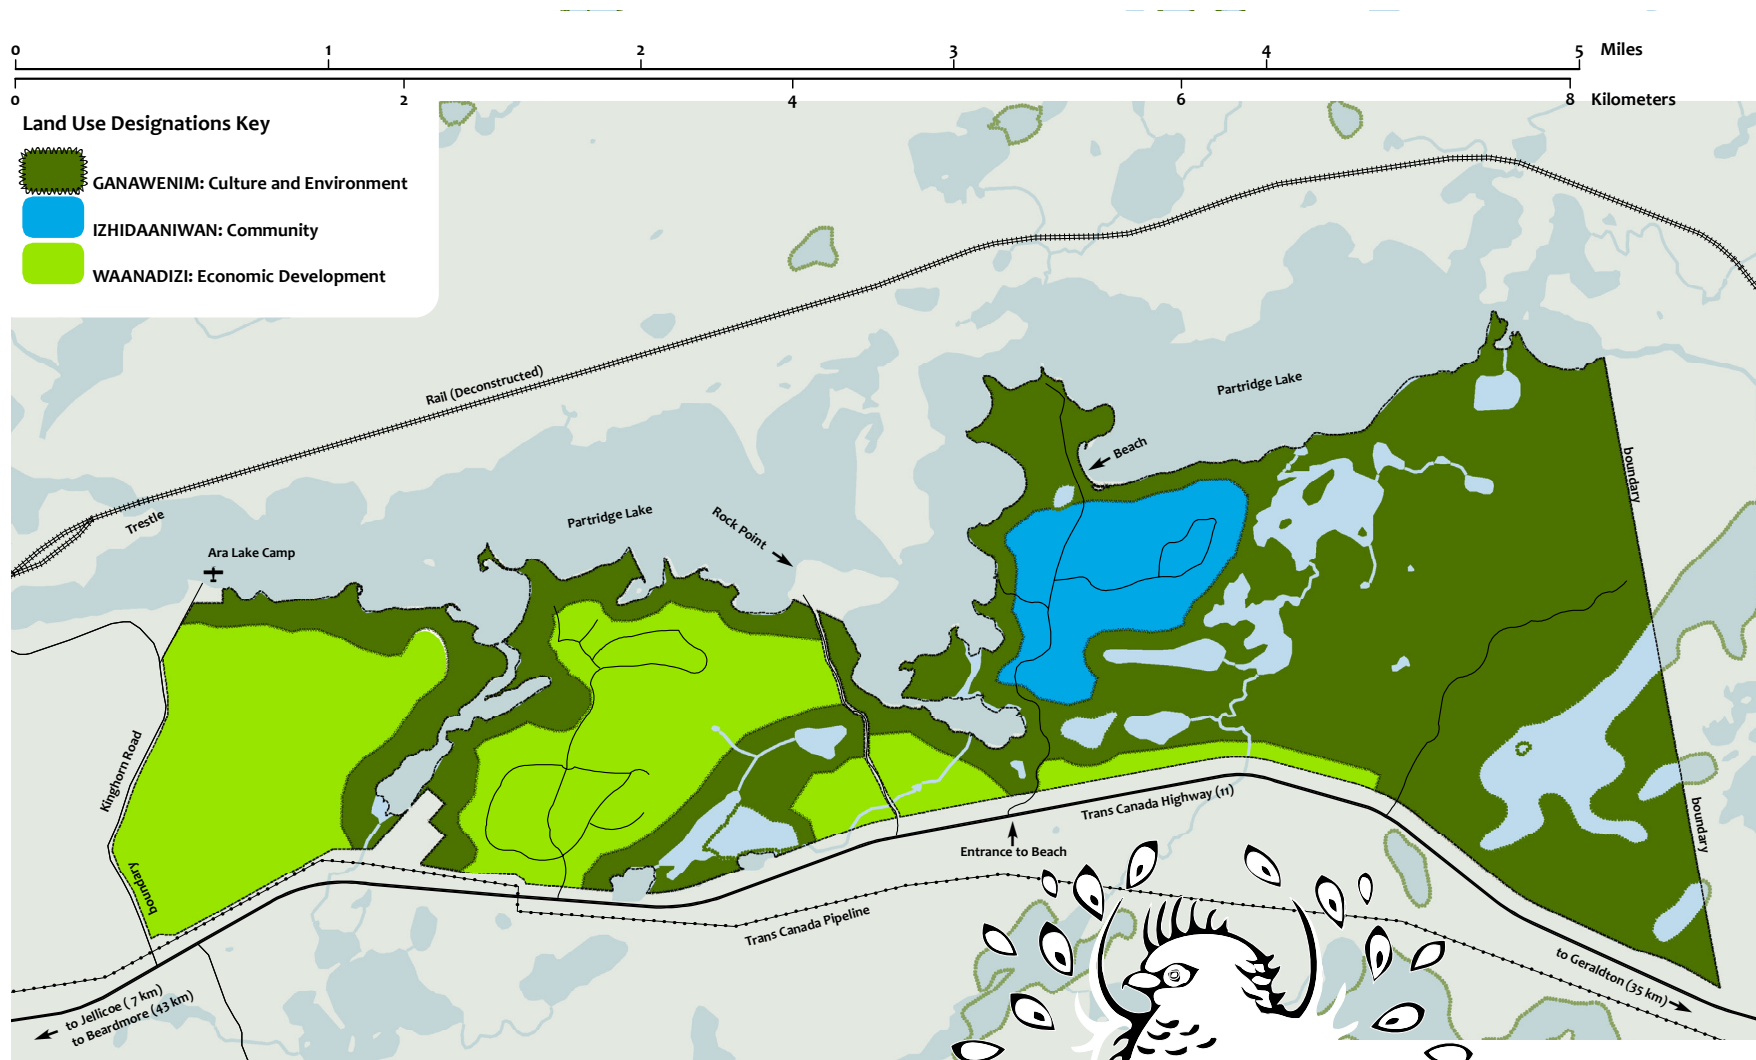 0 1 2 3 4 5 Miles
0 2 4 6 8 Kilometers
Land Use Designations Key
GANAWENIM: Culture and Environment
IZHIDAANIWAN: Community
WAANADIZI: Economic Development
Rail (Deconstructed)
Partridge Lake
Beach
boundary
Trestle
Partridge Lake
Rock Point
Ara Lake Camp
Kinghorn Road
boundary
boundary
Trans Canada Highway (11)
Entrance to Beach
Trans Canada Pipeline
to Geraldton (35 km)
to Jellicoe (7 km)
to Beardmore (43 km)